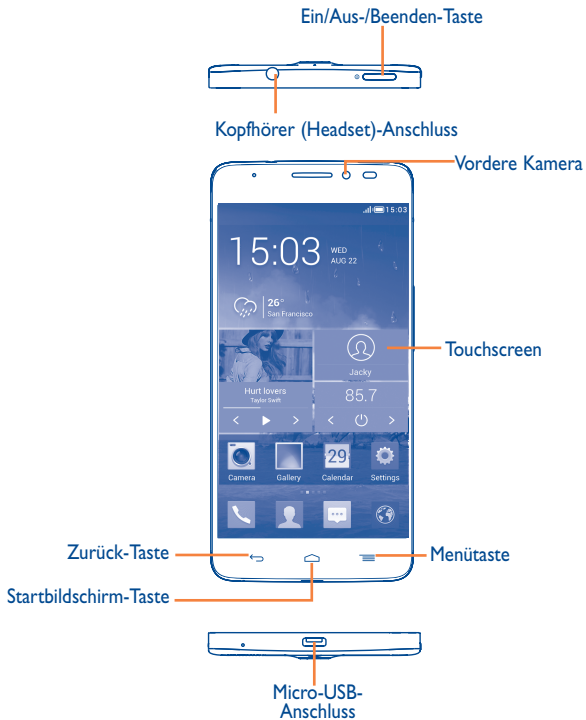 Ein/Aus-/Beenden-Taste
Kopfhörer (Headset)-Anschluss
Vordere Kamera
15:03
15:03
WED
AUG 22
26°
San Francisco
Touchscreen
Jacky
Hurt lovers
Taylor Swift
85.7
29
Camera
Gallery
Calendar
Settings
Zurück-Taste
Menütaste
Startbildschirm-Taste
Micro-USB-
Anschluss